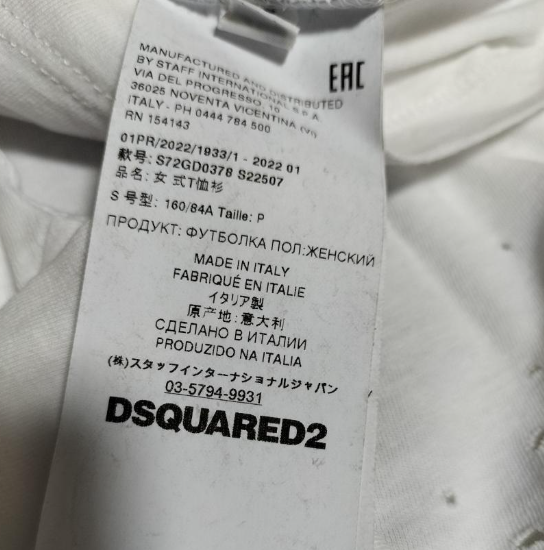 MANUFACTURED AND DISTRIBUTED
BY STAFF INTERNATIONAL S.P.A.
VIA DEL PROGRESSO, 10
36025 NOVENTA VICENTINA (VI)
ITALY - PH 0444 784 500
RN 154143
EAC
01PR/2022/1933/1 - 2022 01
款号: S72GD0378 S22507
品名: 女 式T恤衫
S 号型: 160/84A Taille: P
ПРОДУКТ: ФУТБОЛКА ПОЛ:ЖЕНСКИЙ
MADE IN ITALY
FABRIQUÉ EN ITALIE
イタリア製
原产地: 意大利
СДЕЛАНО В ИТАЛИИ
PRODUZIDO NA ITALIA
(株)スタッフインターナショナルジャパン
03-5794-9931
DSQUARED2